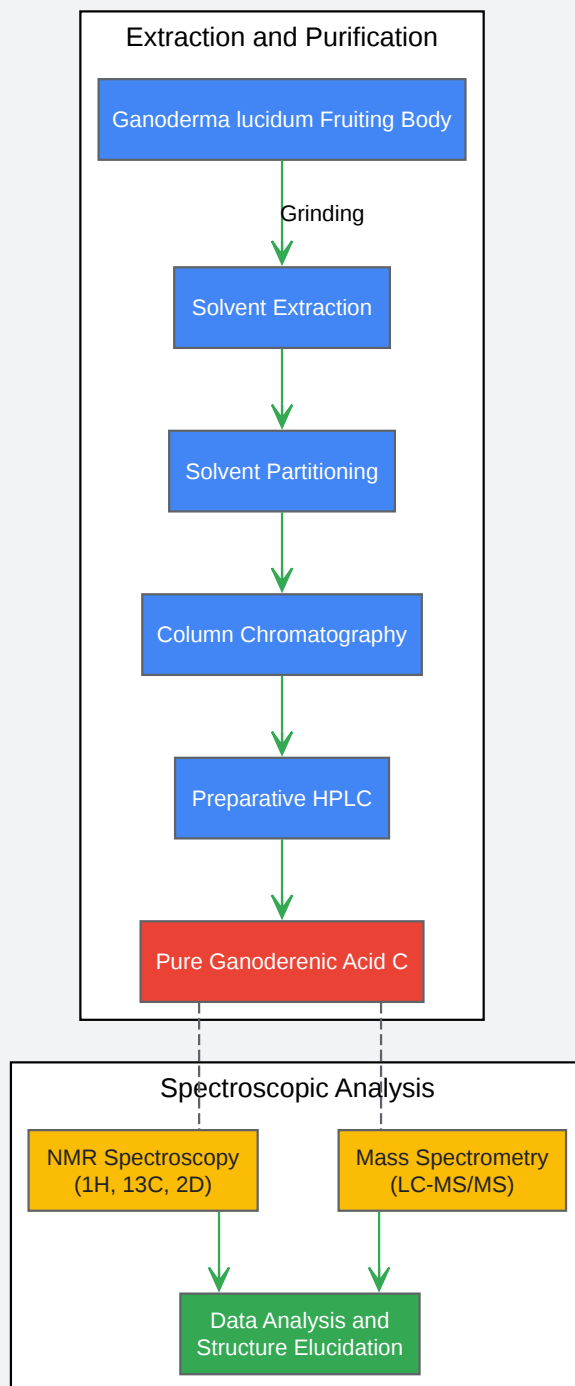 Extraction and Purification
Ganoderma lucidum Fruiting Body
Grinding
Solvent Extraction
Solvent Partitioning
Column Chromatography
Preparative HPLC
Pure Ganoderenic Acid C
Spectroscopic Analysis
NMR Spectroscopy
(1H, 13C, 2D)
Mass Spectrometry
(LC-MS/MS)
Data Analysis and
Structure Elucidation